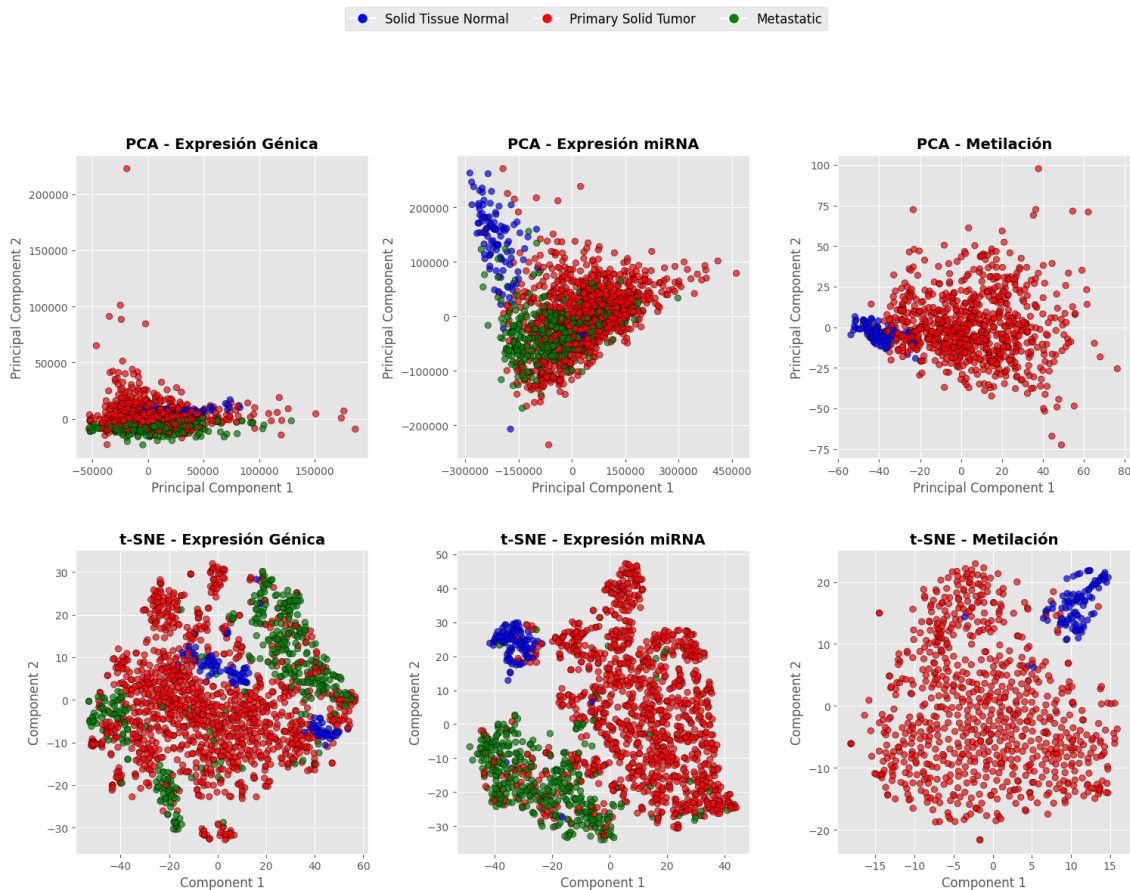 Solid Tissue Normal Primary Solid Tumor Metastatic
PCA - Expresión Génica
200000
150000
100000
50000
0
−50000 0 50000 100000 150000
Principal Component 2
Principal Component 1
PCA - Expresión miRNA
200000
100000
0
−100000
−200000
−300000 −150000 0 150000 300000 450000
Principal Component 2
Principal Component 1
PCA - Metilación
100
75
50
25
0
−25
−50
−75
−60 −40 −20 0 20 40 60 80
Principal Component 2
Principal Component 1
t-SNE - Expresión Génica
30
20
10
0
−10
−20
−30
−40 −20 0 20 40 60
Component 2
Component 1
t-SNE - Expresión miRNA
50
40
30
20
10
0
−10
−20
−30
−40 −20 0 20 40
Component 2
Component 1
t-SNE - Metilación
20
10
0
−10
−20
−15 −10 −5 0 5 10 15
Component 2
Component 1